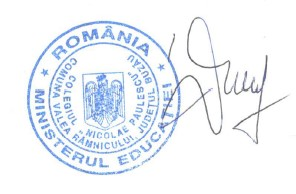 * ROMÂNIA *
MINISTERUL EDUCAȚIEI
COMUNA VALEA RÂMNICULUI, JUDEȚUL BUZĂU
COLEGIUL
"NICOLAE PAULESCU"